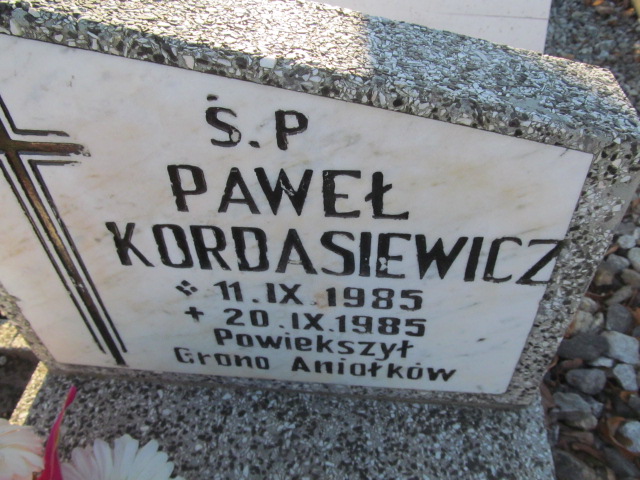 Ś.P
PAWEŁ
KORDASIEWICZ
* 11.IX.1985
+ 20.IX.1985
Powiekszył
Grono Aniołków